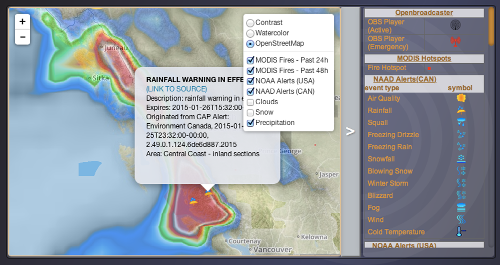 +
−
Juneau
Sitka
RAINFALL WARNING IN EFFE
(LINK TO SOURCE)
Description: rainfall warning in e
Expires: 2015-01-26T15:32:00
Originated from CAP Alert:
Environment Canada, 2015-01-
25T23:32:00-00:00,
2.49.0.1.124.6d6d887.2015
Area: Central Coast - inland sections
Contrast
Watercolor
OpenStreetMap
MODIS Fires - Past 24h
MODIS Fires - Past 48h
NOAA Alerts (USA)
NAAD Alerts (CAN)
Clouds
Snow
Precipitation
George
Jasper
Kelowna
Courtenay
Vancouver
>
Openbroadcaster
OBS Player
(Active)
OBS Player
(Emergency)
MODIS Hotspots
Fire Hotspot
NAAD Alerts(CAN)
event type symbol
Air Quality
Rainfall
Squall
Freezing Drizzle
Freezing Rain
Snowfall
Blowing Snow
Winter Storm
Blizzard
Fog
Wind
Cold Temperature
NOAA Alerts (USA)